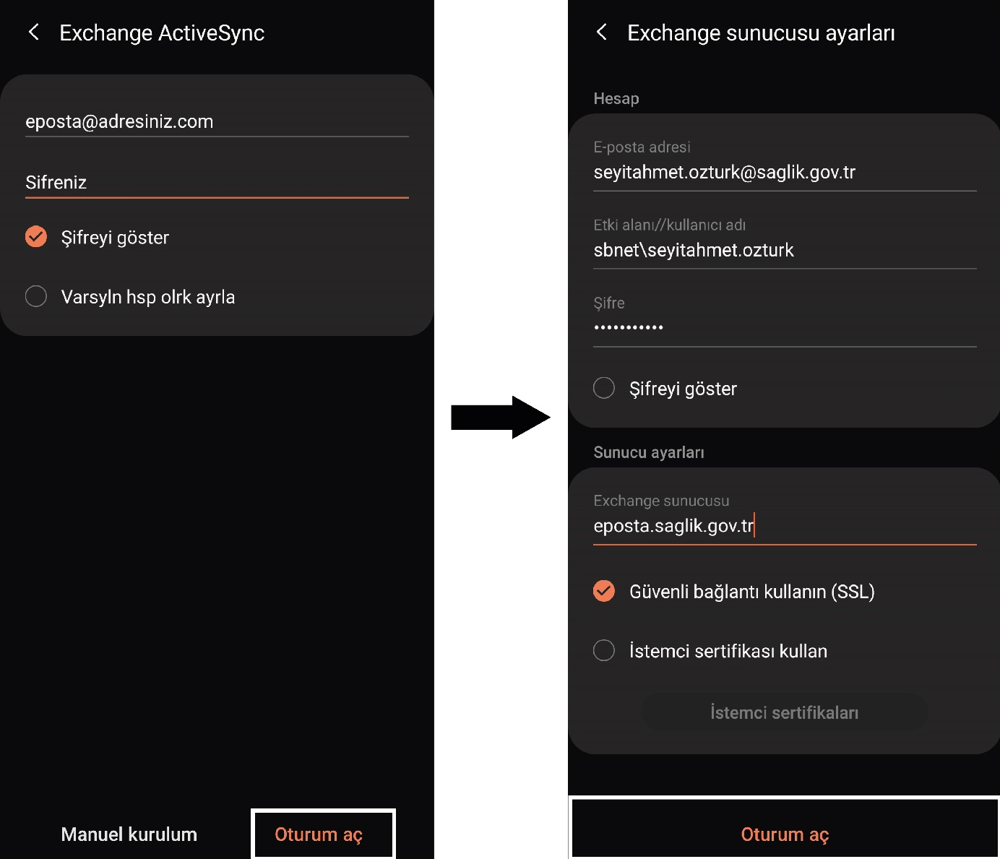 Exchange ActiveSync
eposta@adresiniz.com
Sifreniz
Şifreyi göster
Varsyln hsp olrk ayrla
Manuel kurulum
Oturum aç
Exchange sunucusu ayarları
Hesap
E-posta adresi
seyitahmet.ozturk@saglik.gov.tr
Etki alanı//kullanıcı adı
sbnet\seyitahmet.ozturk
Şifre
•••••••••••
Şifreyi göster
Sunucu ayarları
Exchange sunucusu
eposta.saglik.gov.tr
Güvenli bağlantı kullanın (SSL)
İstemci sertifikası kullan
İstemci sertifikaları
Oturum aç